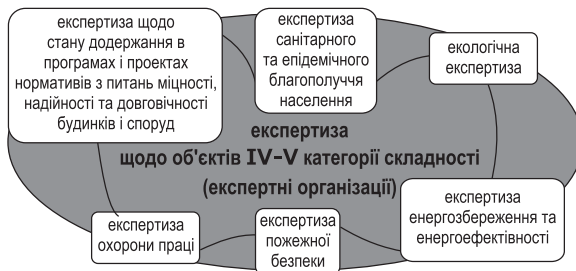 експертиза щодо
стану додержання в
програмах і проектах
нормативів з питань міцності,
надійності та довговічності
будинків і споруд
експертиза
санітарного
та епідемічного
благополуччя
населення
екологічна
експертиза
експертиза
щодо об'єктів IV-V категорії складності
(експертні організації)
експертиза
охорони праці
експертиза
пожежної
безпеки
експертиза
енергозбереження та
енергоефектівності